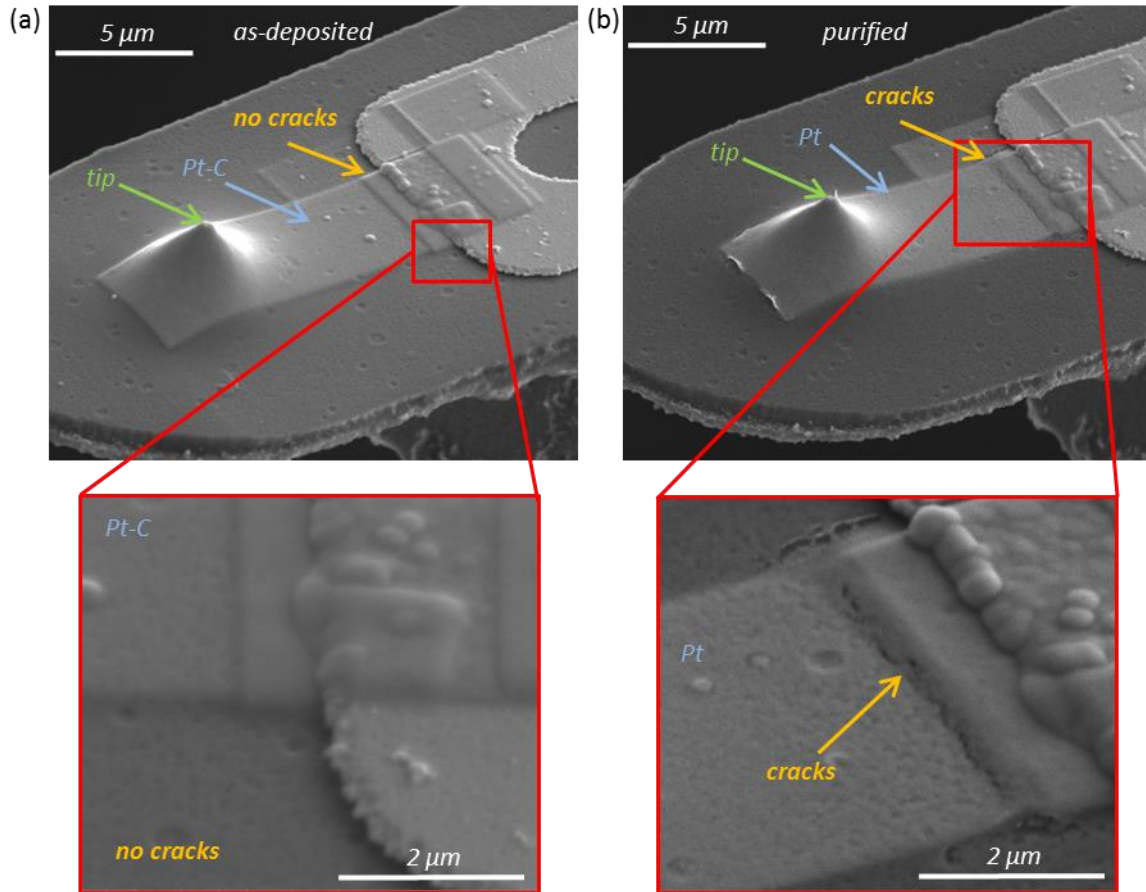 (a)
5 µm
as-deposited
no cracks
Pt-C
tip
(b)
5 µm
purified
cracks
Pt
tip
Pt-C
no cracks
2 µm
Pt
cracks
2 µm